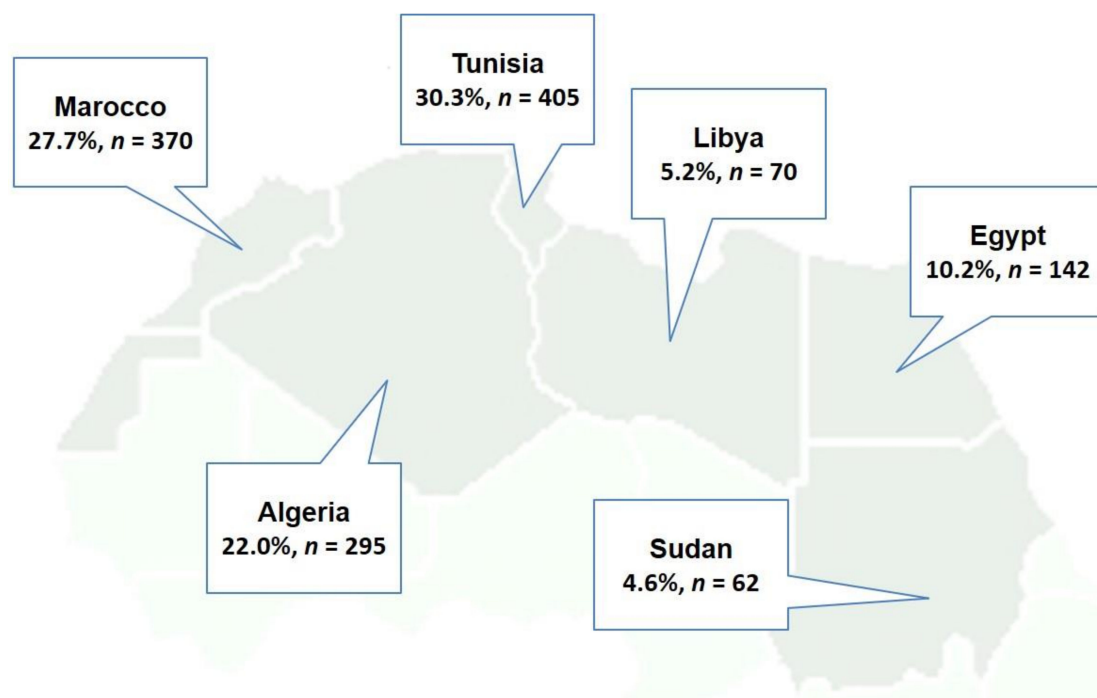 Tunisia
30.3%, n = 405
Marocco
27.7%, n = 370
Libya
5.2%, n = 70
Egypt
10.2%, n = 142
Algeria
22.0%, n = 295
Sudan
4.6%, n = 62